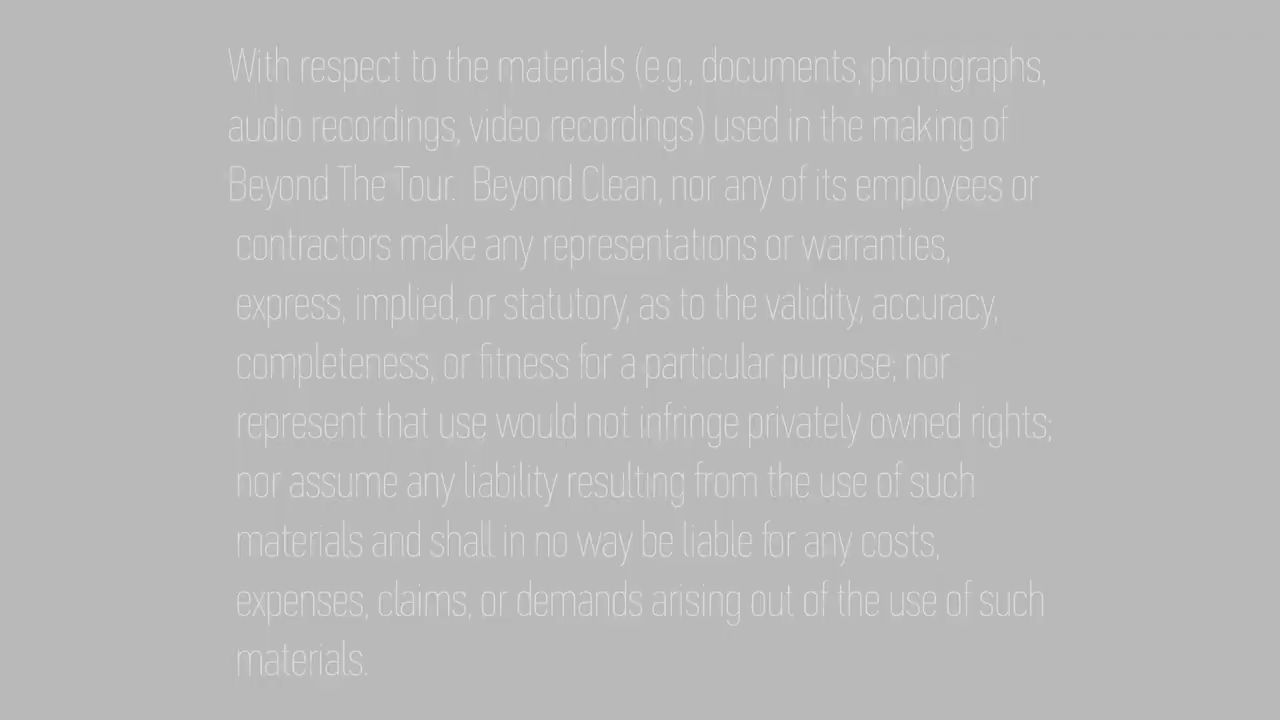 With respect to the materials (e.g., documents, photographs,
audio recordings, video recordings) used in the making of
Beyond The Tour.  Beyond Clean, nor any of its employees or
contractors make any representations or warranties,
express, implied, or statutory, as to the validity, accuracy,
completeness, or fitness for a particular purpose; nor
represent that use would not infringe privately owned rights;
nor assume any liability resulting from the use of such
materials and shall in no way be liable for any costs,
expenses, claims, or demands arising out of the use of such
materials.